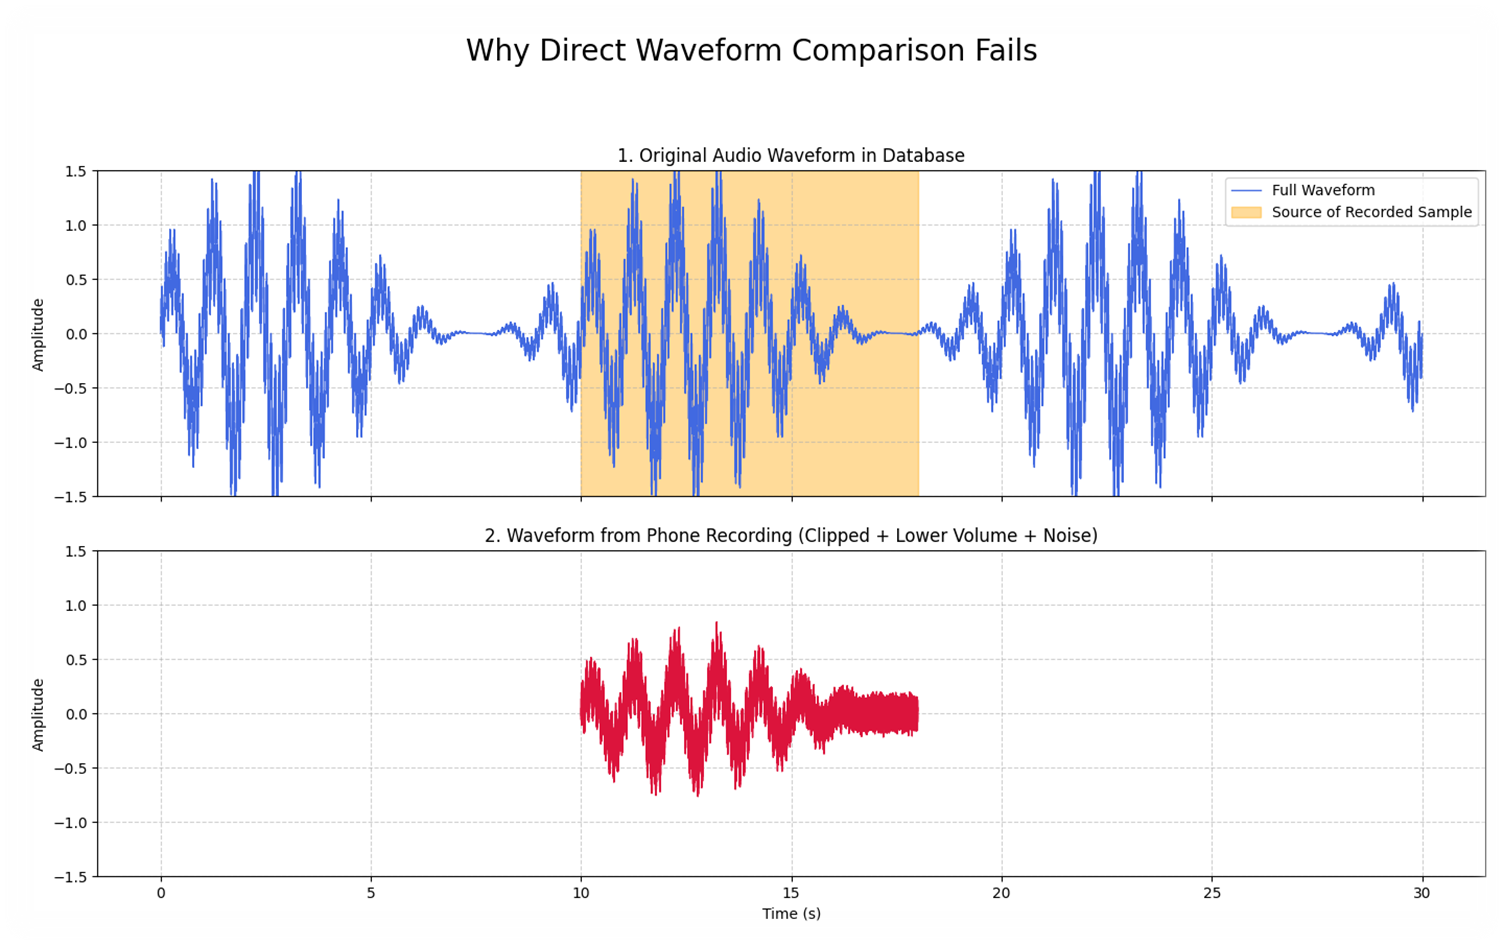 Why Direct Waveform Comparison Fails
1. Original Audio Waveform in Database
1.5
1.0
0.5
0.0
−0.5
−1.0
−1.5
Amplitude
Full Waveform
Source of Recorded Sample
2. Waveform from Phone Recording (Clipped + Lower Volume + Noise)
1.5
1.0
0.5
0.0
−0.5
−1.0
−1.5
Amplitude
0 5 10 15 20 25 30
Time (s)